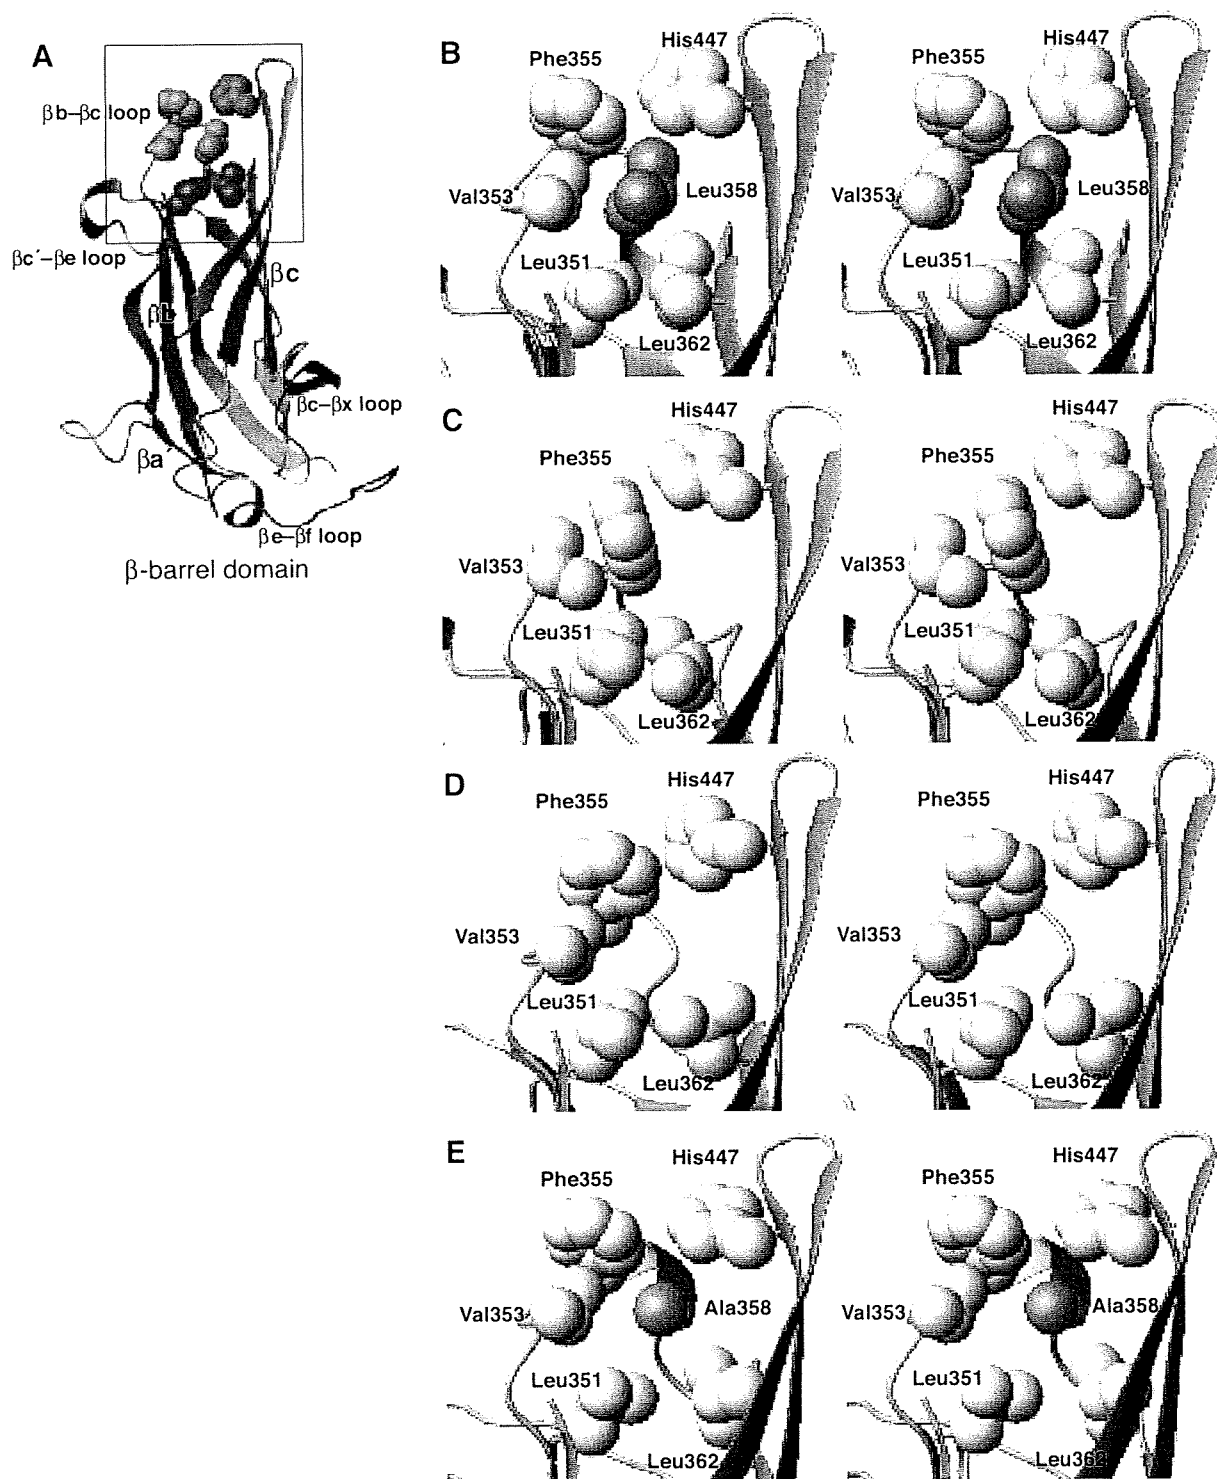 A
βb–βc loop
βc´–βe loop
βc
βb
βc–βx loop
βa´
βe–βf loop
β-barrel domain
B
Phe355
His447
Val353
Leu358
Leu351
Leu362
Phe355
His447
Val353
Leu358
Leu351
Leu362
C
His447
Phe355
Val353
Leu351
Leu362
His447
Phe355
Val353
Leu351
Leu362
D
His447
Phe355
Val353
Leu351
Leu362
His447
Phe355
Val353
Leu351
Leu362
E
His447
Phe355
Val353
Ala358
Leu351
Leu362
His447
Phe355
Val353
Ala358
Leu351
Leu362